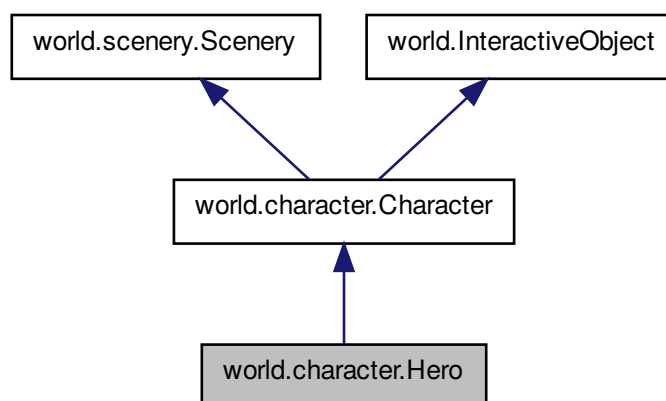 world.scenery.Scenery
world.InteractiveObject
world.character.Character
world.character.Hero